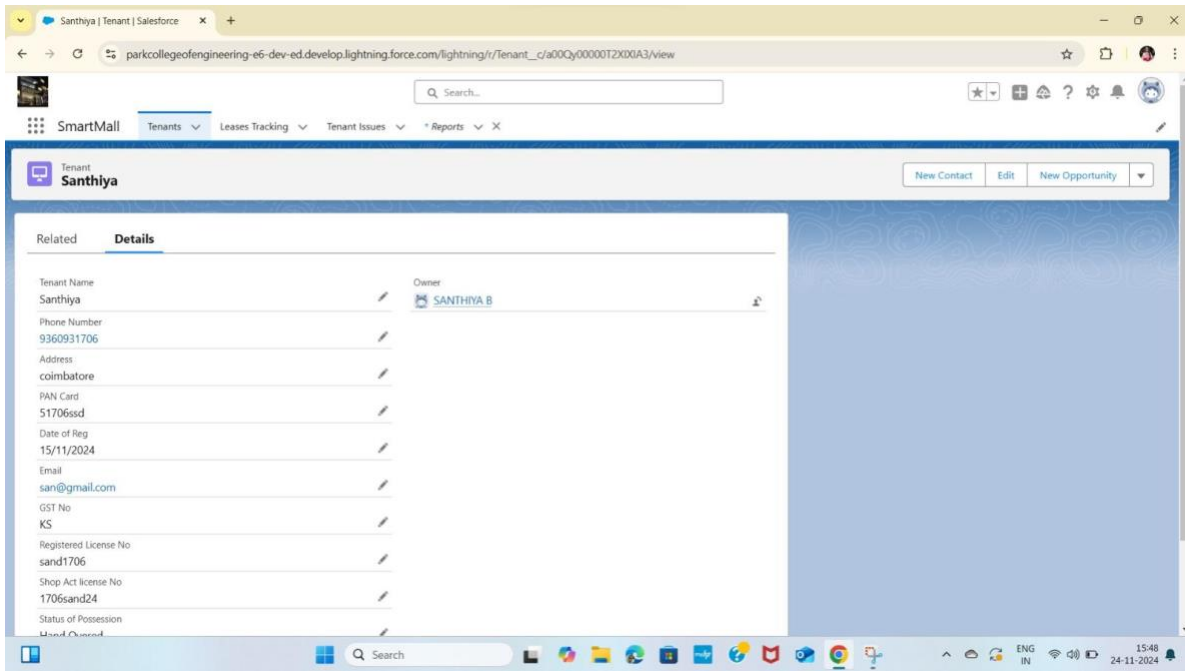 Santhiya | Tenant | Salesforce
parkcollegeofengineering-e6-dev-ed.develop.lightning.force.com/lightning/r/Tenant__c/a00Qy00000T2XIXIA3/view
Search...
SmartMall Tenants Leases Tracking Tenant Issues * Reports
Tenant
Santhiya
New Contact Edit New Opportunity
Related Details
Tenant Name
Santhiya
Owner
SANTHIYA B
Phone Number
9360931706
Address
coimbatore
PAN Card
51706ssd
Date of Reg
15/11/2024
Email
san@gmail.com
GST No
KS
Registered License No
sand1706
Shop Act license No
1706sand24
Status of Possession
Hand Overed
Search
ENG
IN
15:48
24-11-2024